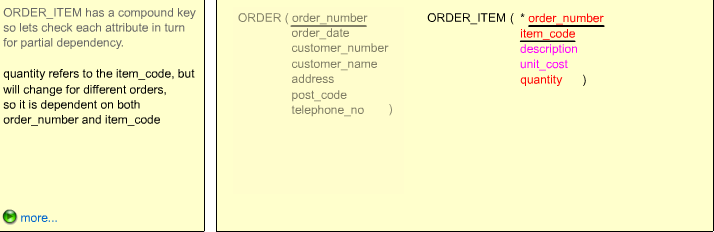 ORDER_ITEM has a compound key
so lets check each attribute in turn
for partial dependency.
quantity refers to the item_code, but
will change for different orders,
so it is dependent on both
order_number and item_code
more...
ORDER ( order_number
order_date
customer_number
customer_name
address
post_code
telephone_no )
ORDER_ITEM ( * order_number
item_code
description
unit_cost
quantity )